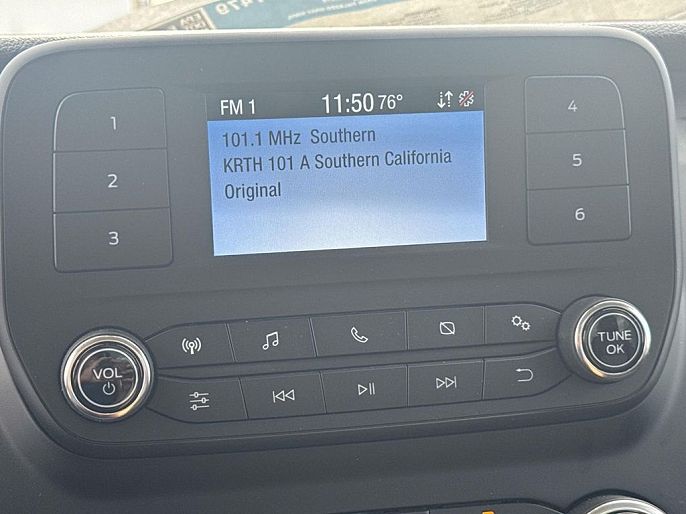 FM 1 11:50 76°
101.1 MHz Southern
KRTH 101 A Southern California
Original
1
2
3
4
5
6
VOL
TUNE
OK